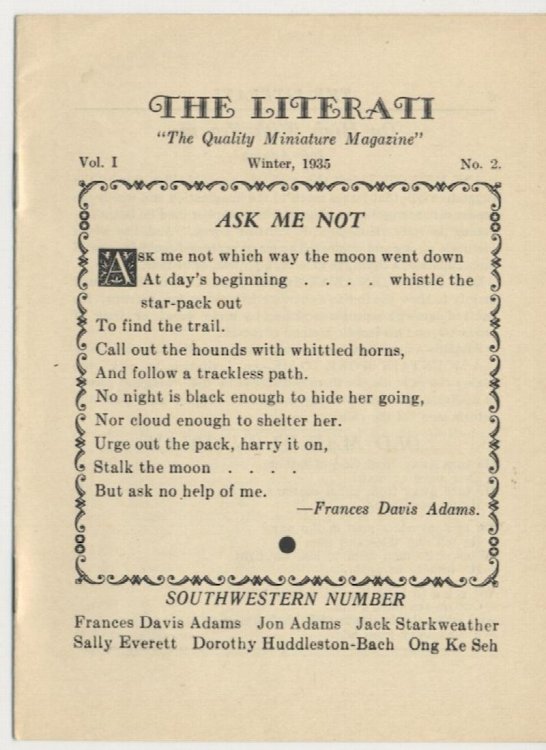 THE LITERATI
"The Quality Miniature Magazine"
Vol. I Winter, 1935 No. 2.
ASK ME NOT
ASK me not which way the moon went down
At day's beginning . . . . whistle the
star-pack out
To find the trail.
Call out the hounds with whittled horns,
And follow a trackless path.
No night is black enough to hide her going,
Nor cloud enough to shelter her.
Urge out the pack, harry it on,
Stalk the moon . . . .
But ask no help of me.
—Frances Davis Adams.
SOUTHWESTERN NUMBER
Frances Davis Adams Jon Adams Jack Starkweather
Sally Everett Dorothy Huddleston-Bach Ong Ke Seh